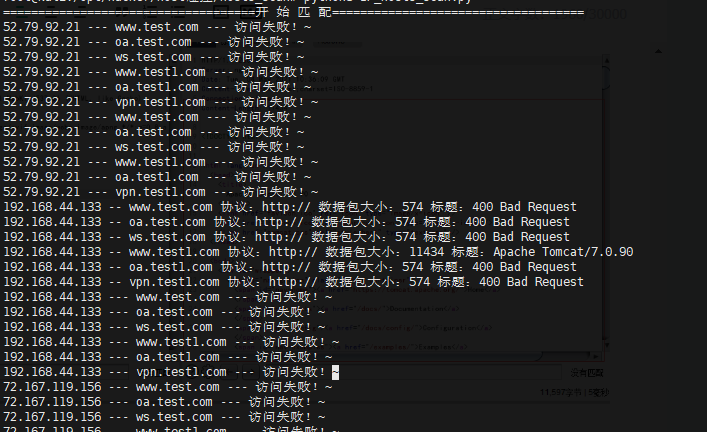 ===================================开 始 匹 配===================================
52.79.92.21 --- www.test.com --- 访问失败！~
52.79.92.21 --- oa.test.com --- 访问失败！~
52.79.92.21 --- ws.test.com --- 访问失败！~
52.79.92.21 --- www.test1.com --- 访问失败！~
52.79.92.21 --- oa.test1.com --- 访问失败！~
52.79.92.21 --- vpn.test1.com --- 访问失败！~
52.79.92.21 --- www.test.com --- 访问失败！~
52.79.92.21 --- oa.test.com --- 访问失败！~
52.79.92.21 --- ws.test.com --- 访问失败！~
52.79.92.21 --- www.test1.com --- 访问失败！~
52.79.92.21 --- oa.test1.com --- 访问失败！~
52.79.92.21 --- vpn.test1.com --- 访问失败！~
192.168.44.133 -- www.test.com 协议：http:// 数据包大小：574 标题：400 Bad Request
192.168.44.133 -- oa.test.com 协议：http:// 数据包大小：574 标题：400 Bad Request
192.168.44.133 -- ws.test.com 协议：http:// 数据包大小：574 标题：400 Bad Request
192.168.44.133 -- www.test1.com 协议：http:// 数据包大小：11434 标题：Apache Tomcat/7.0.90
192.168.44.133 -- oa.test1.com 协议：http:// 数据包大小：574 标题：400 Bad Request
192.168.44.133 -- vpn.test1.com 协议：http:// 数据包大小：574 标题：400 Bad Request
192.168.44.133 --- www.test.com --- 访问失败！~
192.168.44.133 --- oa.test.com --- 访问失败！~
192.168.44.133 --- ws.test.com --- 访问失败！~
192.168.44.133 --- www.test1.com --- 访问失败！~
192.168.44.133 --- oa.test1.com --- 访问失败！~
192.168.44.133 --- vpn.test1.com --- 访问失败！~
没有匹配
72.167.119.156 --- www.test.com --- 访问失败！~
72.167.119.156 --- oa.test.com --- 访问失败！~
72.167.119.156 --- ws.test.com --- 访问失败！~
72.167.119.156 --- www.test1.com --- 访问失败！~